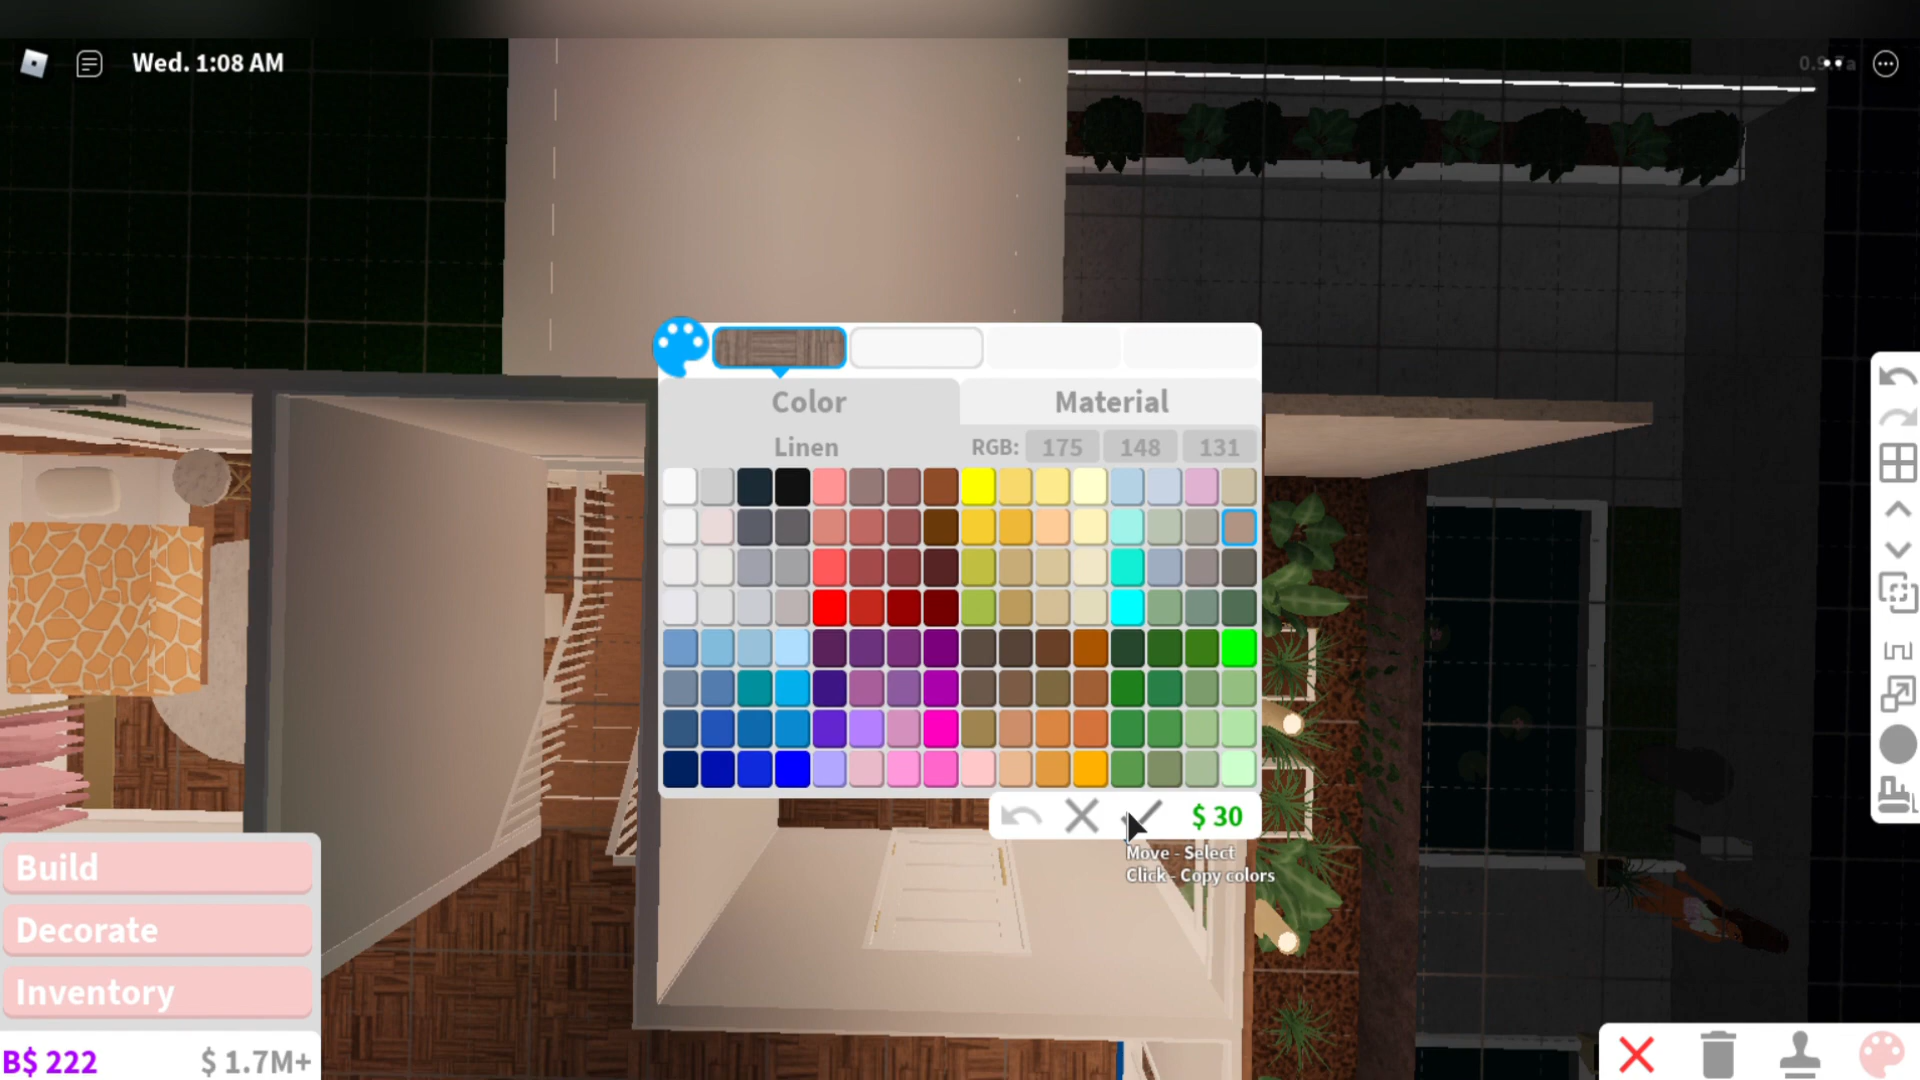 Wed. 1:08 AM
Color
Material
Linen
RGB: 175 148 131
$ 30
Move - Select
Click - Copy colors
Build
Decorate
Inventory
B$ 222
$ 1.7M+